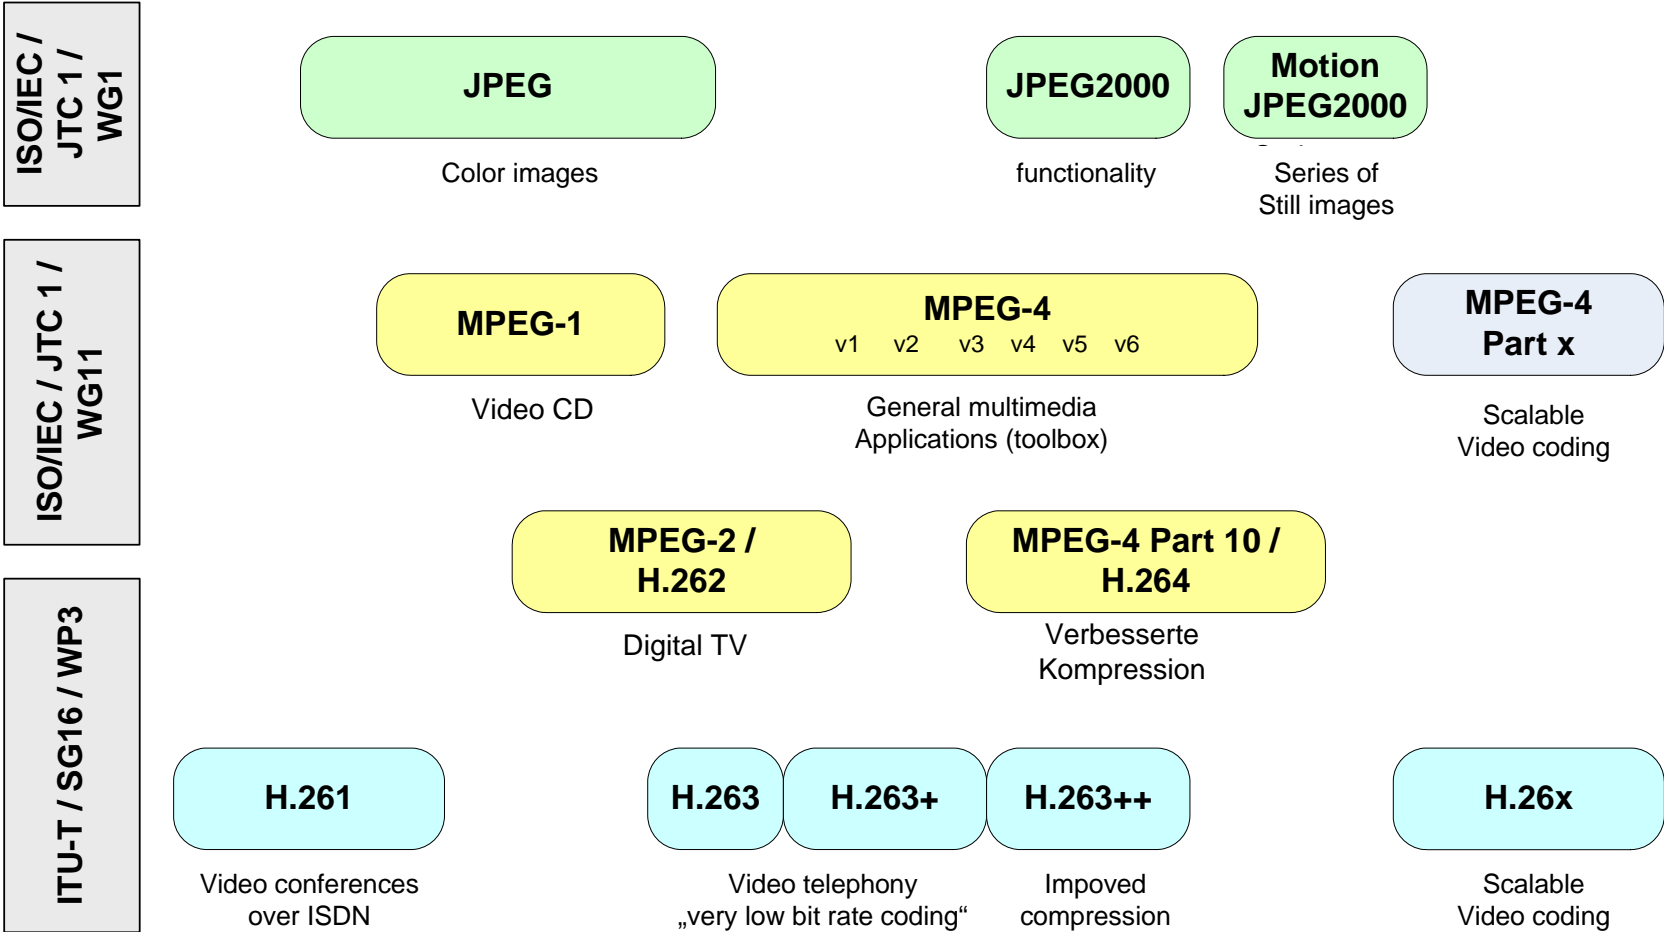 ISO/IEC /
JTC 1 /
WG1
JPEG
Color images
JPEG2000
functionality
Motion
JPEG2000
Series of
Still images
ISO/IEC / JTC 1 /
WG11
MPEG-1
Video CD
MPEG-4
v1 v2 v3 v4 v5 v6
General multimedia
Applications (toolbox)
MPEG-4
Part x
Scalable
Video coding
MPEG-2 /
H.262
Digital TV
MPEG-4 Part 10 /
H.264
Verbesserte
Kompression
ITU-T / SG16 / WP3
H.261
Video conferences
over ISDN
H.263
H.263+
Video telephony
„very low bit rate coding“
H.263++
Impoved
compression
H.26x
Scalable
Video coding